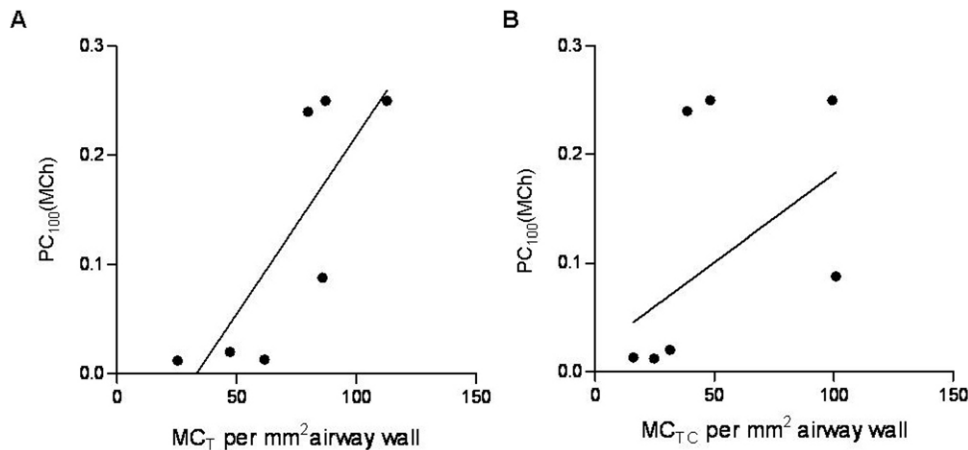 A
0.3
0.2
0.1
0.0
PC100(MCh)
0 50 100 150
MCT per mm2 airway wall
B
0.3
0.2
0.1
0.0
PC100(MCh)
0 50 100 150
MCTC per mm2 airway wall